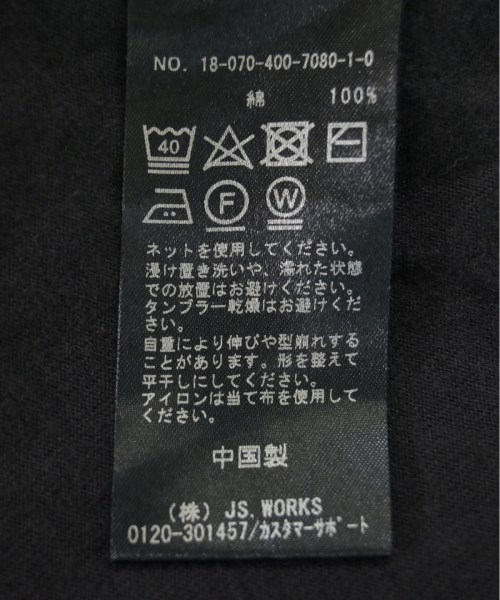 NO. 18-070-400-7080-1-0
綿 100%
40
F W
ネットを使用してください。
浸け置き洗いや、濡れた状態
での放置はお避けください。
タンブラー乾燥はお避けくだ
さい。
自重により伸びや型崩れする
ことがあります。形を整えて
平干しにしてください。
アイロンは当て布を使用して
ください。
中国製
(株) JS.WORKS
0120-301457/カスタマーサポート